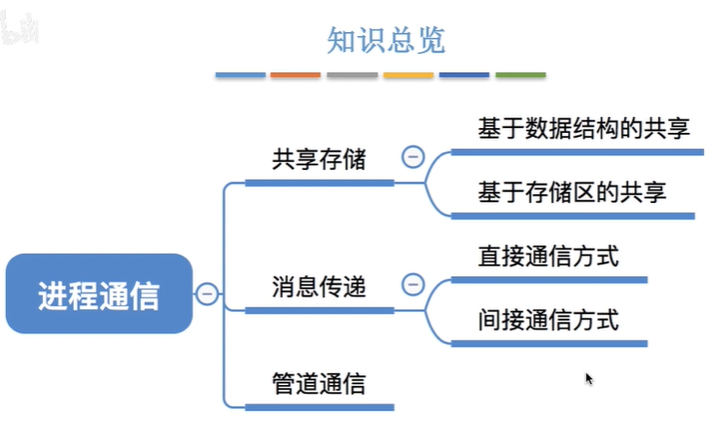 知识总览
基于数据结构的共享
共享存储
基于存储区的共享
直接通信方式
消息传递
进程通信
间接通信方式
管道通信